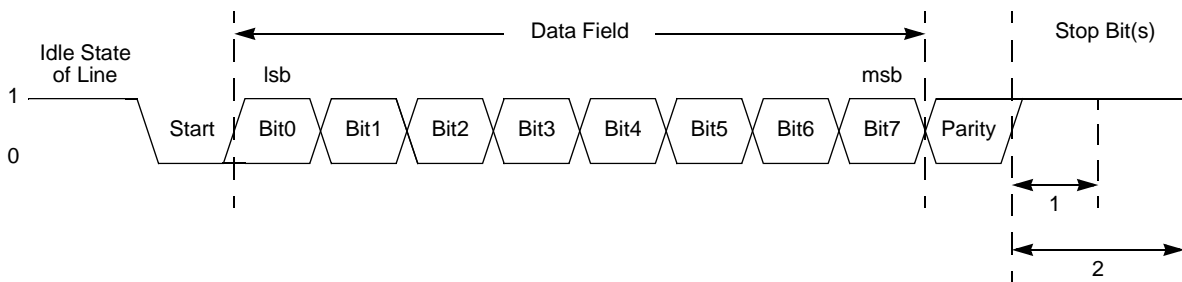 Data Field
Stop Bit(s)
Idle State
of Line
lsb
msb
1
Start
Bit0
Bit1
Bit2
Bit3
Bit4
Bit5
Bit6
Bit7
Parity
0
1
2